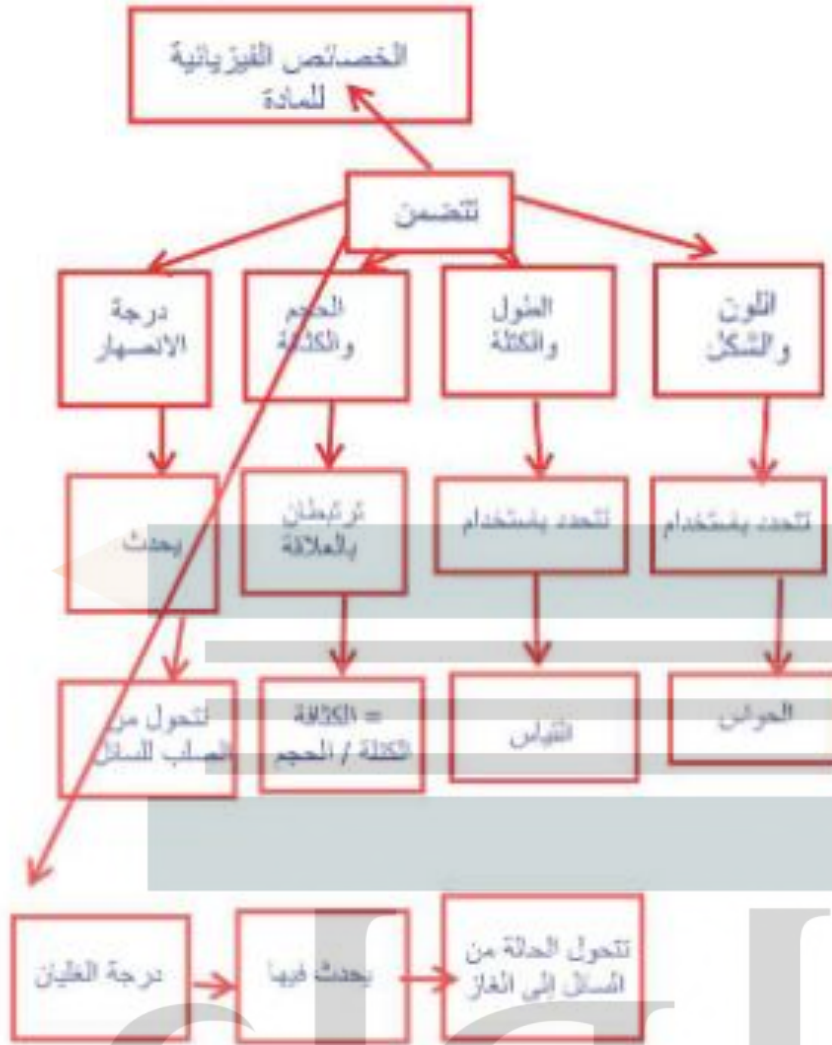 الخصائص الفيزيائية
للمادة
تتضمن
اللون
والشكل
الطول
والكتلة
الحجم
والكثافة
درجة
الانصهار
تتحدد باستخدام
تتحدد باستخدام
ترتبطان
بالعلاقة
يحدث
الحواس
القياس
الكثافة =
الكتلة / الحجم
تتحول من
الصلب للسائل
درجة الغليان
يحدث فيها
تتحول الحالة من
السائل إلى الغاز